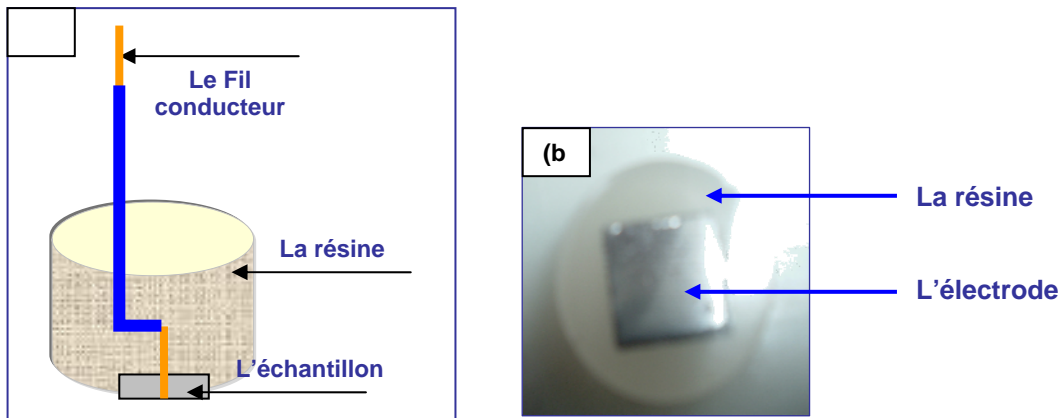 Le Fil
conducteur
La résine
L'échantillon
(b
La résine
L'électrode